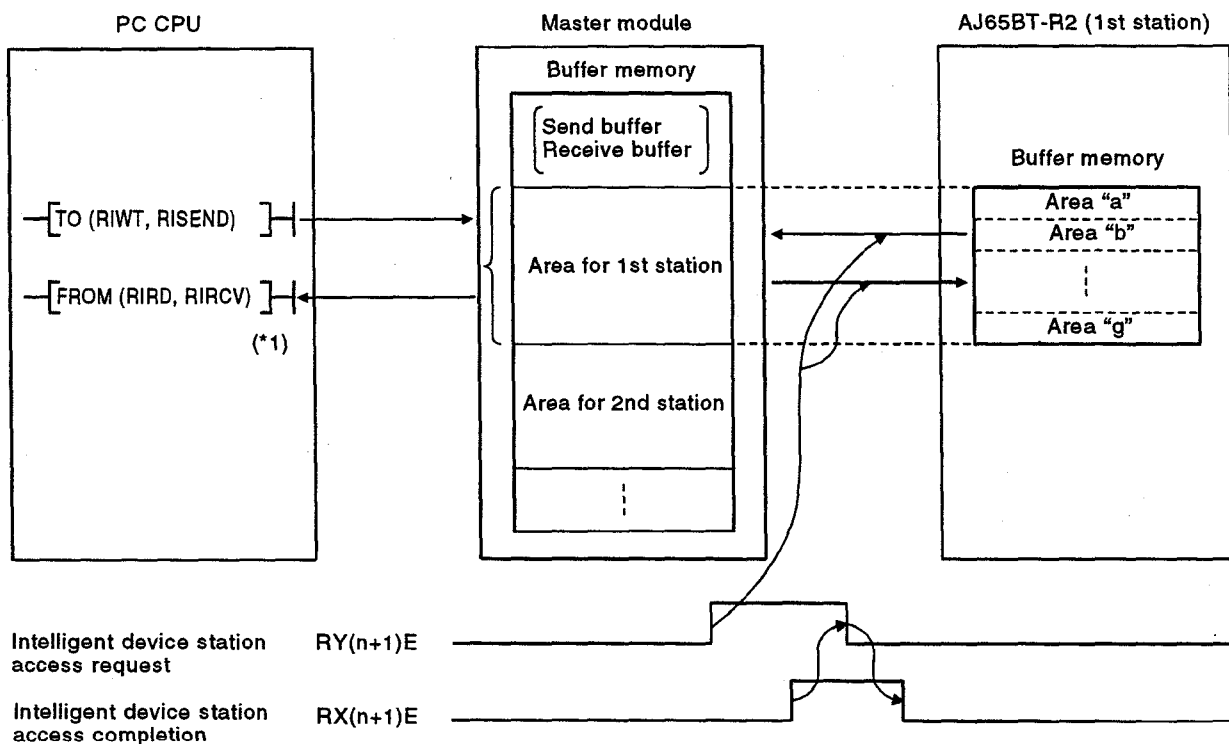 PC CPU
Master module
AJ65BT-R2 (1st station)
Buffer memory
Send buffer
Receive buffer
Buffer memory
Area "a"
TO (RIWT, RISEND)
Area "b"
Area for 1st station
FROM (RIRD, RIRCV)
Area "g"
(*1)
Area for 2nd station
Intelligent device station
access request
RY(n+1)E
Intelligent device station
access completion
RX(n+1)E